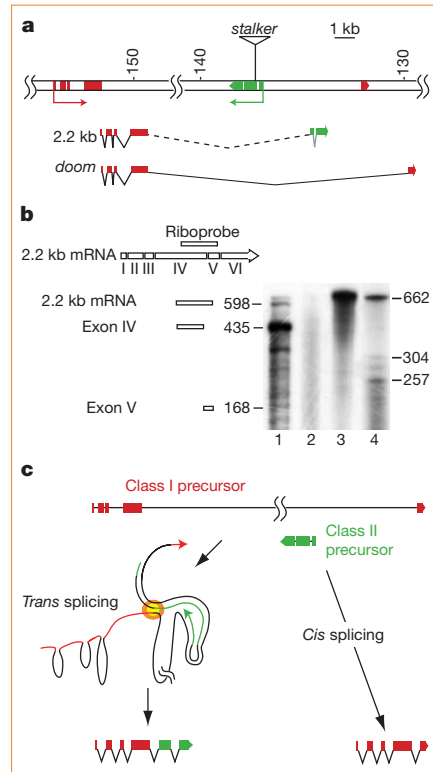 a
stalker
1 kb
150
140
130
2.2 kb
doom
b
Riboprobe
2.2 kb mRNA
I II III IV V VI
2.2 kb mRNA
598
662
Exon IV
435
304
257
Exon V
168
1 2 3 4
c
Class I precursor
Class II
precursor
Trans splicing
Cis splicing